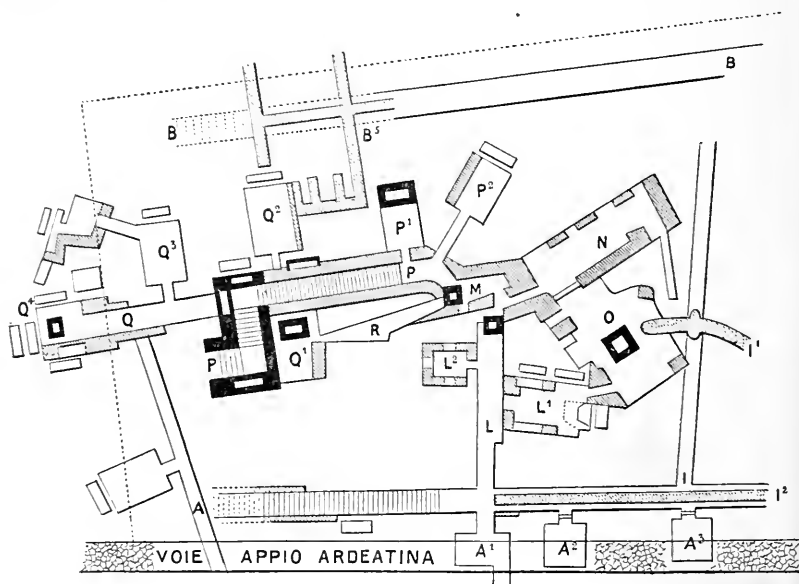 B
B
B⁵
Q²
P¹
P²
N
Q³
P
M
Q⁴
Q
O
R
P
Q¹
L²
L¹
I¹
L
I
I²
A
A¹
A²
A³
VOIE APPIO ARDEATINA